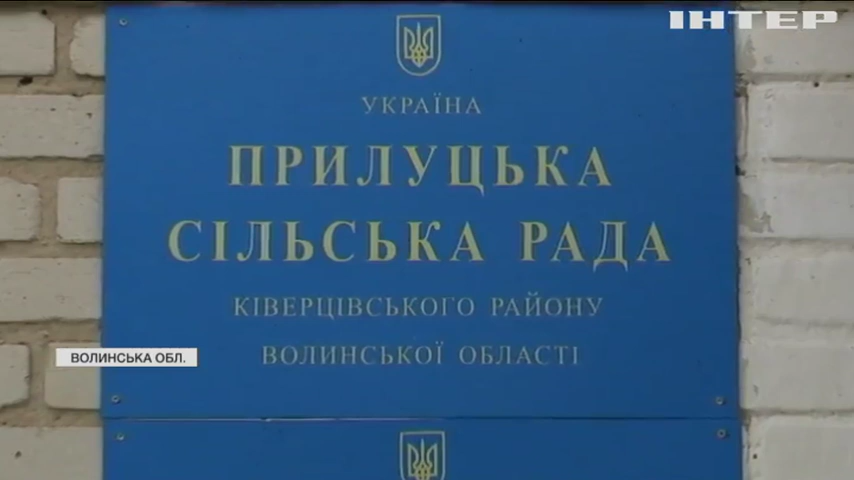 ІНТЕР
УКРАЇНА
ПРИЛУЦЬКА
СІЛЬСЬКА РАДА
КІВЕРЦІВСЬКОГО РАЙОНУ
ВОЛИНСЬКОЇ ОБЛАСТІ
ВОЛИНСЬКА ОБЛ.